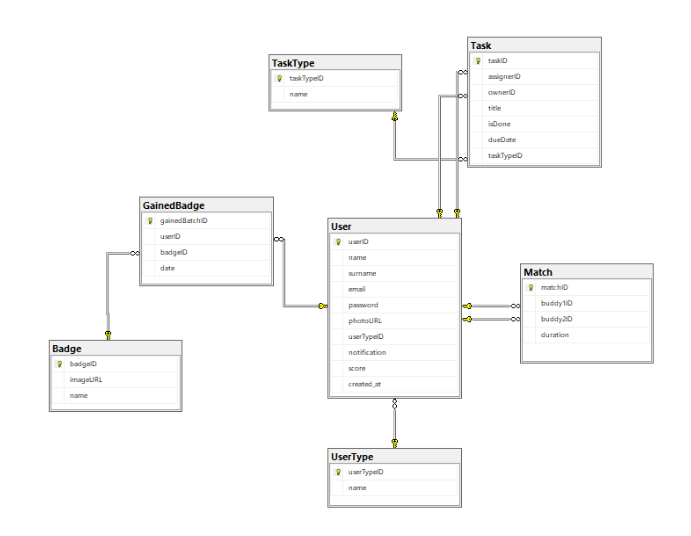 Task
taskID
assignerID
ownerID
title
isDone
dueDate
taskTypeID
TaskType
taskTypeID
name
GainedBadge
gainedBatchID
userID
badgeID
date
User
userID
name
surname
email
password
photoURL
userTypeID
notification
score
created_at
Match
matchID
buddy1ID
buddy2ID
duration
Badge
badgeID
imageURL
name
UserType
userTypeID
name